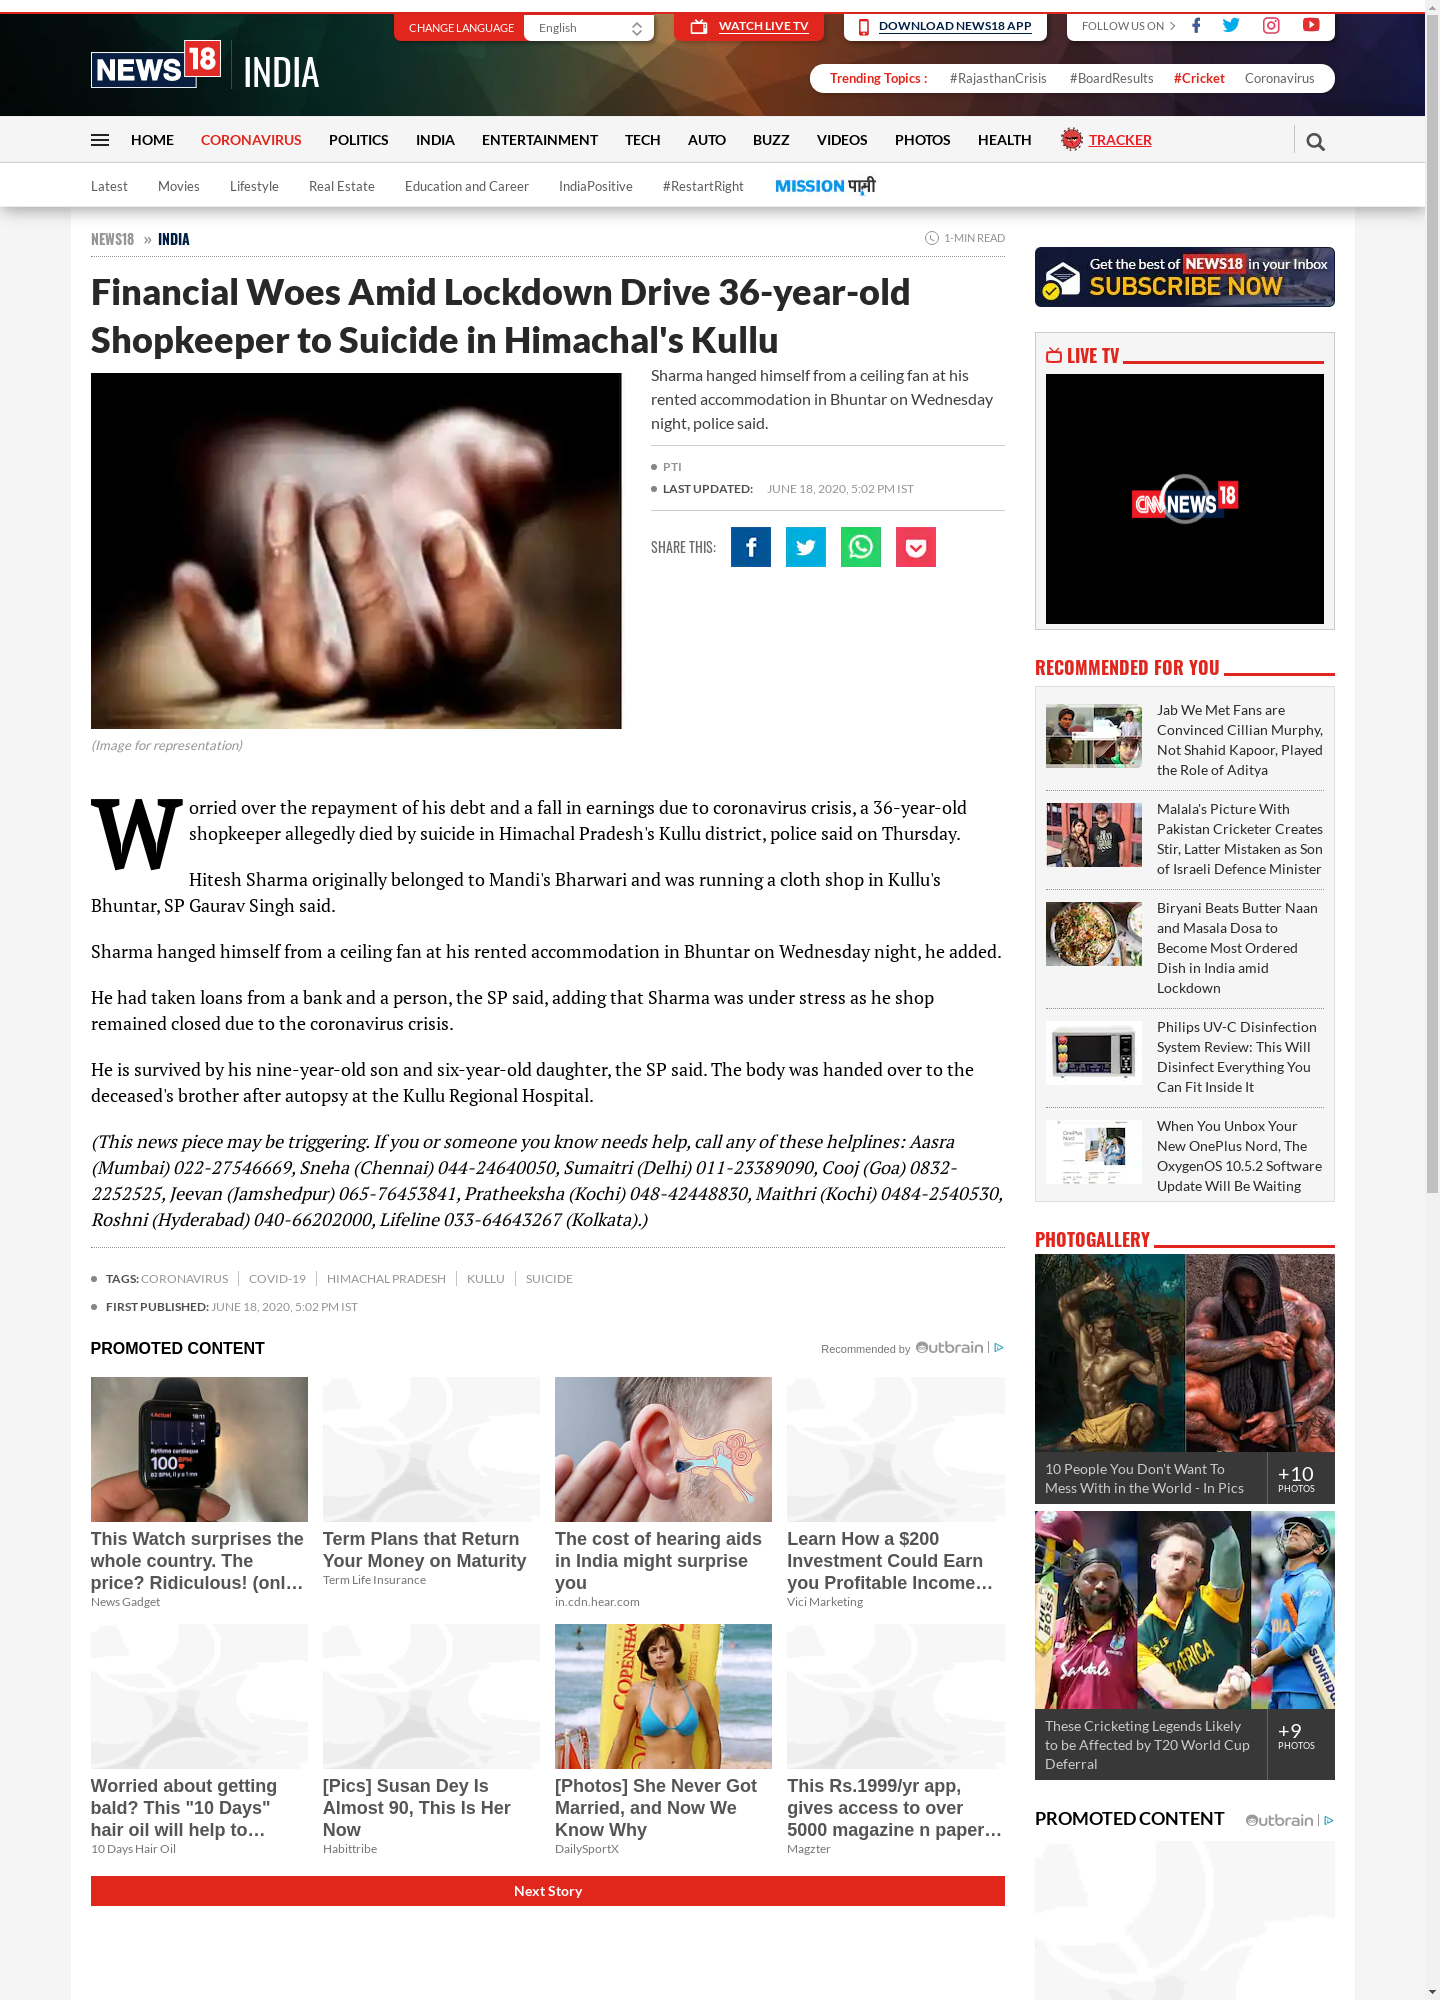 CHANGE LANGUAGE
English
WATCH LIVE TV
DOWNLOAD NEWS18 APP
FOLLOW US ON
NEWS 18 INDIA
Trending Topics : #RajasthanCrisis #BoardResults #Cricket Coronavirus
HOME CORONAVIRUS POLITICS INDIA ENTERTAINMENT TECH AUTO BUZZ VIDEOS PHOTOS HEALTH TRACKER
Latest Movies Lifestyle Real Estate Education and Career IndiaPositive #RestartRight MISSION पानी
NEWS18 » INDIA
1-MIN READ
Financial Woes Amid Lockdown Drive 36-year-old
Shopkeeper to Suicide in Himachal's Kullu
Sharma hanged himself from a ceiling fan at his
rented accommodation in Bhuntar on Wednesday
night, police said.
PTI
LAST UPDATED: JUNE 18, 2020, 5:02 PM IST
SHARE THIS:
(Image for representation)
Worried over the repayment of his debt and a fall in earnings due to coronavirus crisis, a 36-year-old
shopkeeper allegedly died by suicide in Himachal Pradesh's Kullu district, police said on Thursday.
Hitesh Sharma originally belonged to Mandi's Bharwari and was running a cloth shop in Kullu's
Bhuntar, SP Gaurav Singh said.
Sharma hanged himself from a ceiling fan at his rented accommodation in Bhuntar on Wednesday night, he added.
He had taken loans from a bank and a person, the SP said, adding that Sharma was under stress as he shop
remained closed due to the coronavirus crisis.
He is survived by his nine-year-old son and six-year-old daughter, the SP said. The body was handed over to the
deceased's brother after autopsy at the Kullu Regional Hospital.
(This news piece may be triggering. If you or someone you know needs help, call any of these helplines: Aasra
(Mumbai) 022-27546669, Sneha (Chennai) 044-24640050, Sumaitri (Delhi) 011-23389090, Cooj (Goa) 0832-
2252525, Jeevan (Jamshedpur) 065-76453841, Pratheeksha (Kochi) 048-42448830, Maithri (Kochi) 0484-2540530,
Roshni (Hyderabad) 040-66202000, Lifeline 033-64643267 (Kolkata).)
TAGS: CORONAVIRUS COVID-19 HIMACHAL PRADESH KULLU SUICIDE
FIRST PUBLISHED: JUNE 18, 2020, 5:02 PM IST
PROMOTED CONTENT
Recommended by Outbrain
This Watch surprises the
whole country. The
price? Ridiculous! (onl...
News Gadget
Term Plans that Return
Your Money on Maturity
Term Life Insurance
The cost of hearing aids
in India might surprise
you
in.cdn.hear.com
Learn How a $200
Investment Could Earn
you Profitable Income...
Vici Marketing
Worried about getting
bald? This "10 Days"
hair oil will help to...
10 Days Hair Oil
[Pics] Susan Dey Is
Almost 90, This Is Her
Now
Habittribe
[Photos] She Never Got
Married, and Now We
Know Why
DailySportX
This Rs.1999/yr app,
gives access to over
5000 magazine n paper...
Magzter
Next Story
Get the best of NEWS18 in your Inbox
SUBSCRIBE NOW
LIVE TV
CNN NEWS 18
RECOMMENDED FOR YOU
Jab We Met Fans are
Convinced Cillian Murphy,
Not Shahid Kapoor, Played
the Role of Aditya
Malala's Picture With
Pakistan Cricketer Creates
Stir, Latter Mistaken as Son
of Israeli Defence Minister
Biryani Beats Butter Naan
and Masala Dosa to
Become Most Ordered
Dish in India amid
Lockdown
Philips UV-C Disinfection
System Review: This Will
Disinfect Everything You
Can Fit Inside It
When You Unbox Your
New OnePlus Nord, The
OxygenOS 10.5.2 Software
Update Will Be Waiting
PHOTOGALLERY
10 People You Don't Want To
Mess With in the World - In Pics
+10
PHOTOS
These Cricketing Legends Likely
to be Affected by T20 World Cup
Deferral
+9
PHOTOS
PROMOTED CONTENT
Outbrain